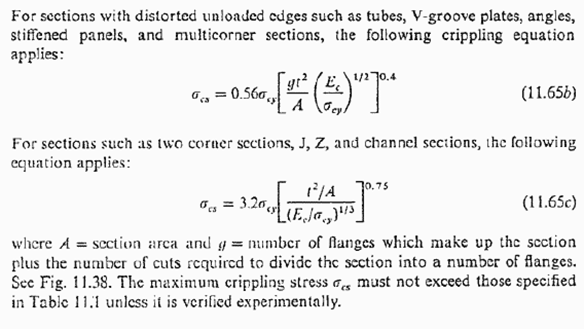 For sections with distorted unloaded edges such as tubes, V-groove plates, angles,
stiffened panels, and multicorner sections, the following crippling equation
applies:
σ_cs = 0.56σ_cy [ gt²/A (E_c/σ_cy)^1/2 ]^0.4 (11.65b)
For sections such as two corner sections, J, Z, and channel sections, the following
equation applies:
σ_cs = 3.2σ_cy [ t²/A / (E_c/σ_cy)^1/3 ]^0.75 (11.65c)
where A = section area and g = number of flanges which make up the section
plus the number of cuts required to divide the section into a number of flanges.
See Fig. 11.38. The maximum crippling stress σ_cs must not exceed those specified
in Table 11.1 unless it is verified experimentally.